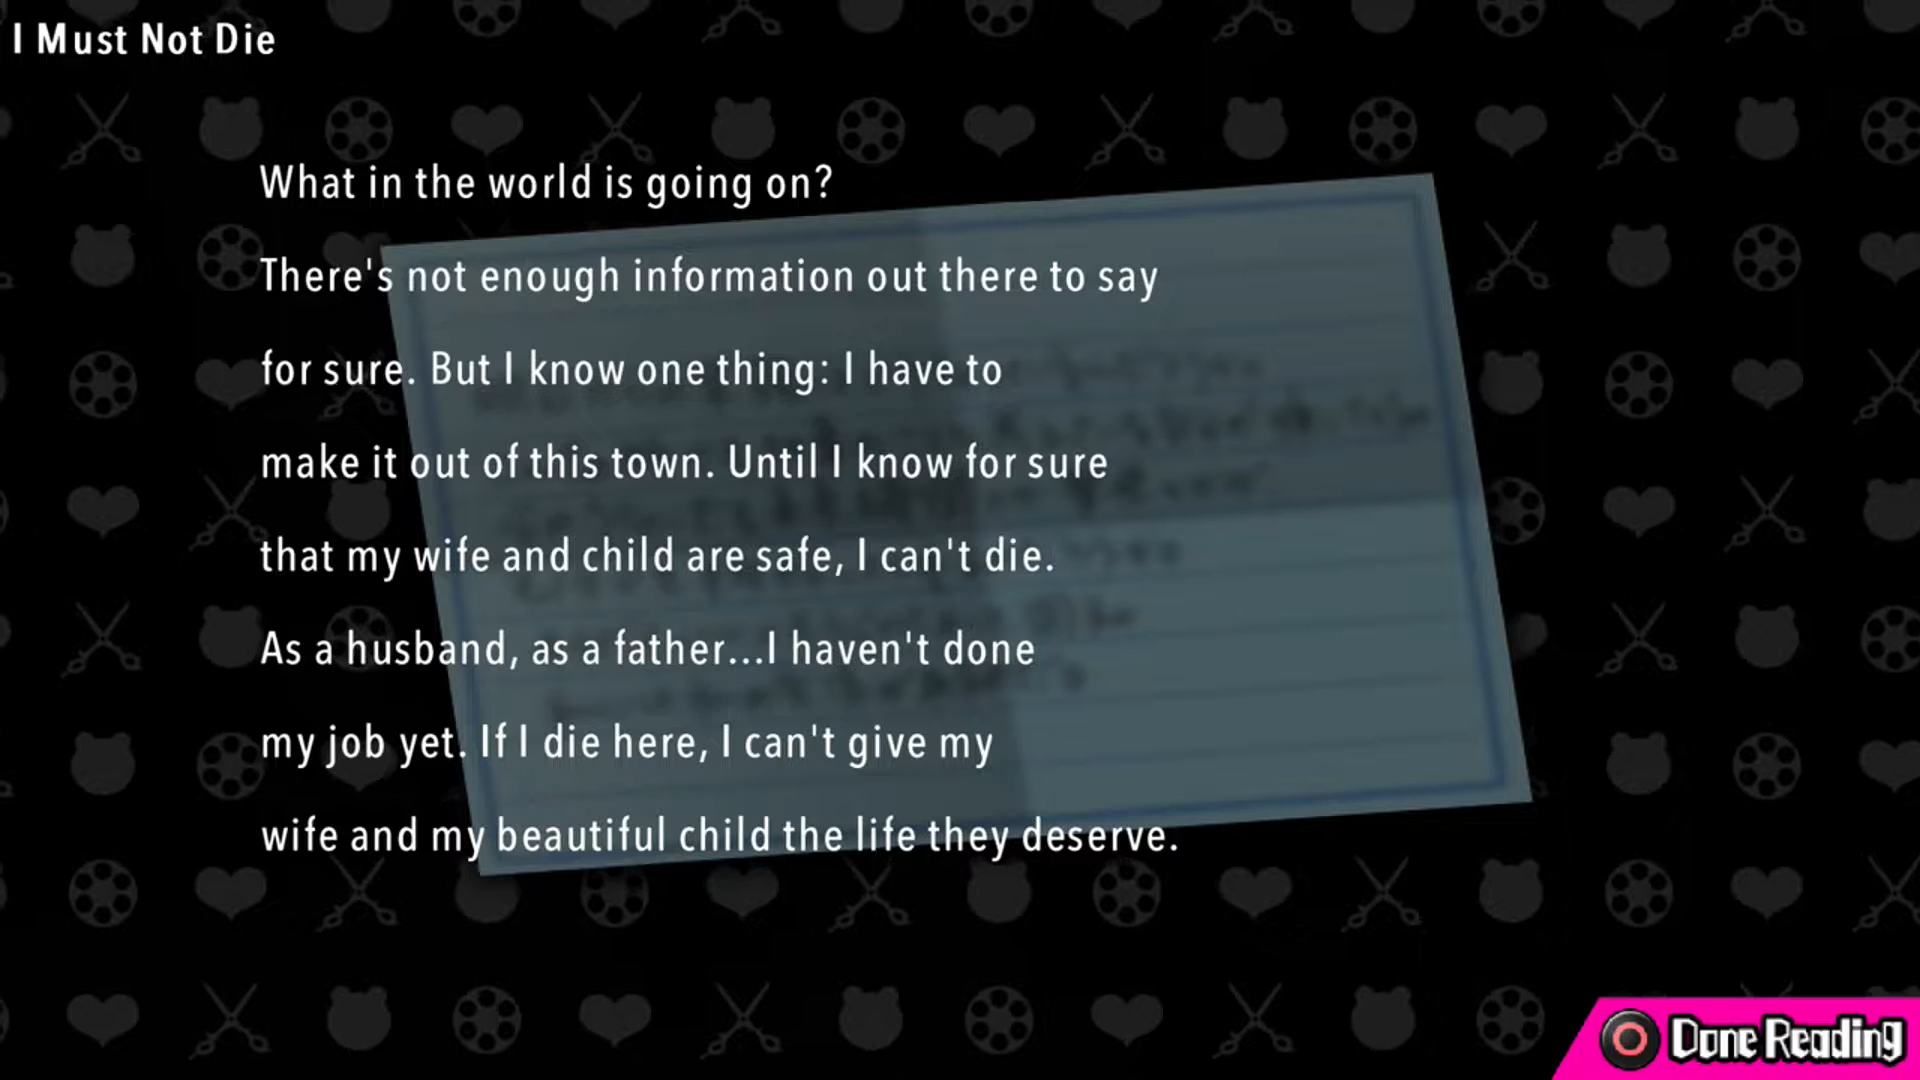 I Must Not Die
What in the world is going on?
There's not enough information out there to say
for sure. But I know one thing: I have to
make it out of this town. Until I know for sure
that my wife and child are safe, I can't die.
As a husband, as a father...I haven't done
my job yet. If I die here, I can't give my
wife and my beautiful child the life they deserve.
Done Reading